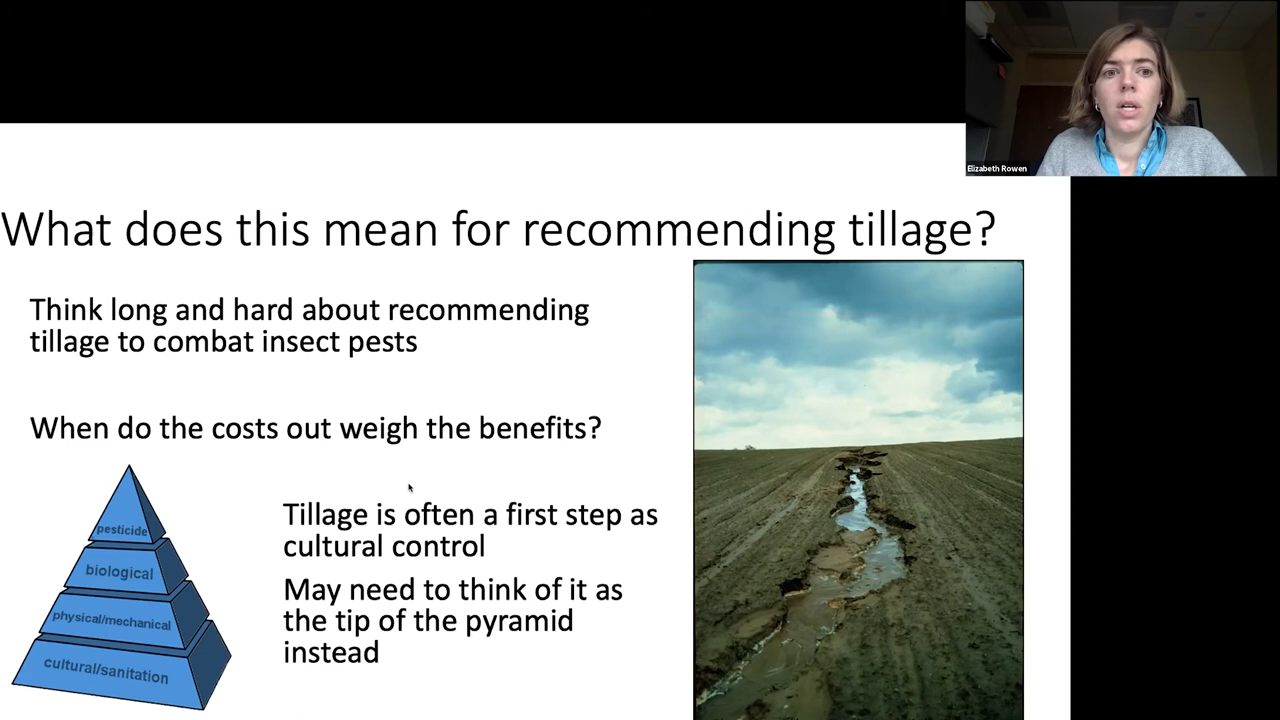 Elizabeth Rowen
What does this mean for recommending tillage?
Think long and hard about recommending
tillage to combat insect pests
When do the costs out weigh the benefits?
pesticide
biological
physical/mechanical
cultural/sanitation
Tillage is often a first step as
cultural control
May need to think of it as
the tip of the pyramid
instead